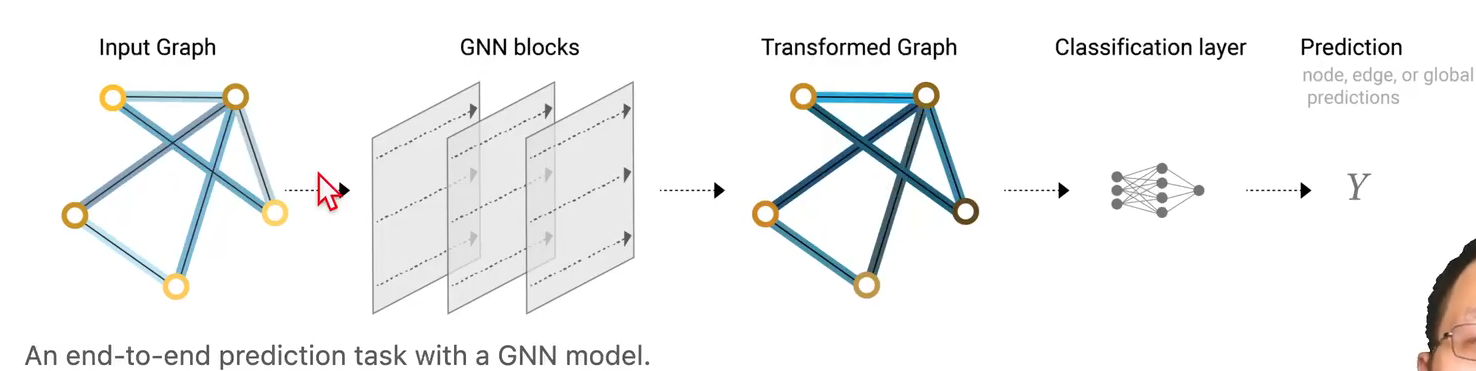 Input Graph
GNN blocks
Transformed Graph
Classification layer
Prediction
node, edge, or global
predictions
Y
An end-to-end prediction task with a GNN model.